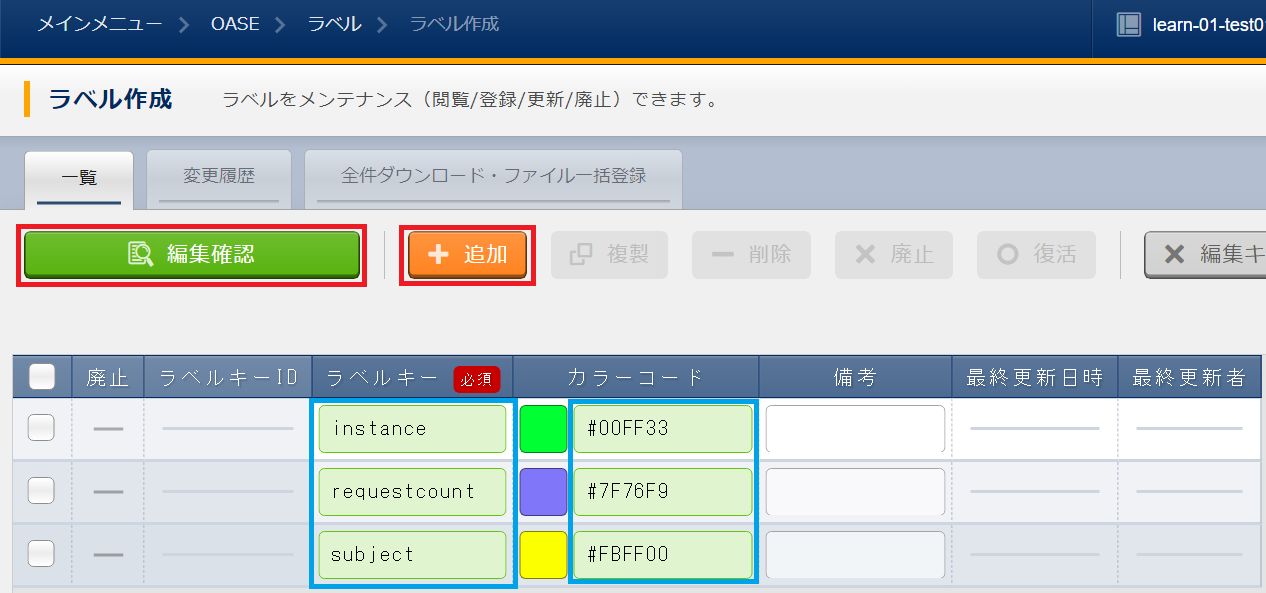 メインメニュー OASE ラベル ラベル作成 learn-01-test0
ラベル作成 ラベルをメンテナンス（閲覧/登録/更新/廃止）できます。
一覧 変更履歴 全件ダウンロード・ファイル一括登録
編集確認 追加 複製 削除 廃止 復活 編集キ
廃止 ラベルキーID ラベルキー 必須 カラーコード 備考 最終更新日時 最終更新者
instance #00FF33
requestcount #7F76F9
subject #FBFF00